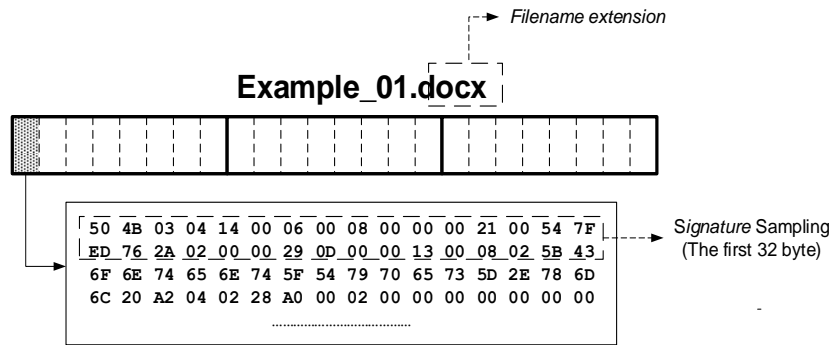 Filename extension
Example_01.docx
50 4B 03 04 14 00 06 00 08 00 00 00 21 00 54 7F
ED 76 2A 02 00 00 29 0D 00 00 13 00 08 02 5B 43
6F 6E 74 65 6E 74 5F 54 79 70 65 73 5D 2E 78 6D
6C 20 A2 04 02 28 A0 00 02 00 00 00 00 00 00 00
Signature Sampling
(The first 32 byte)